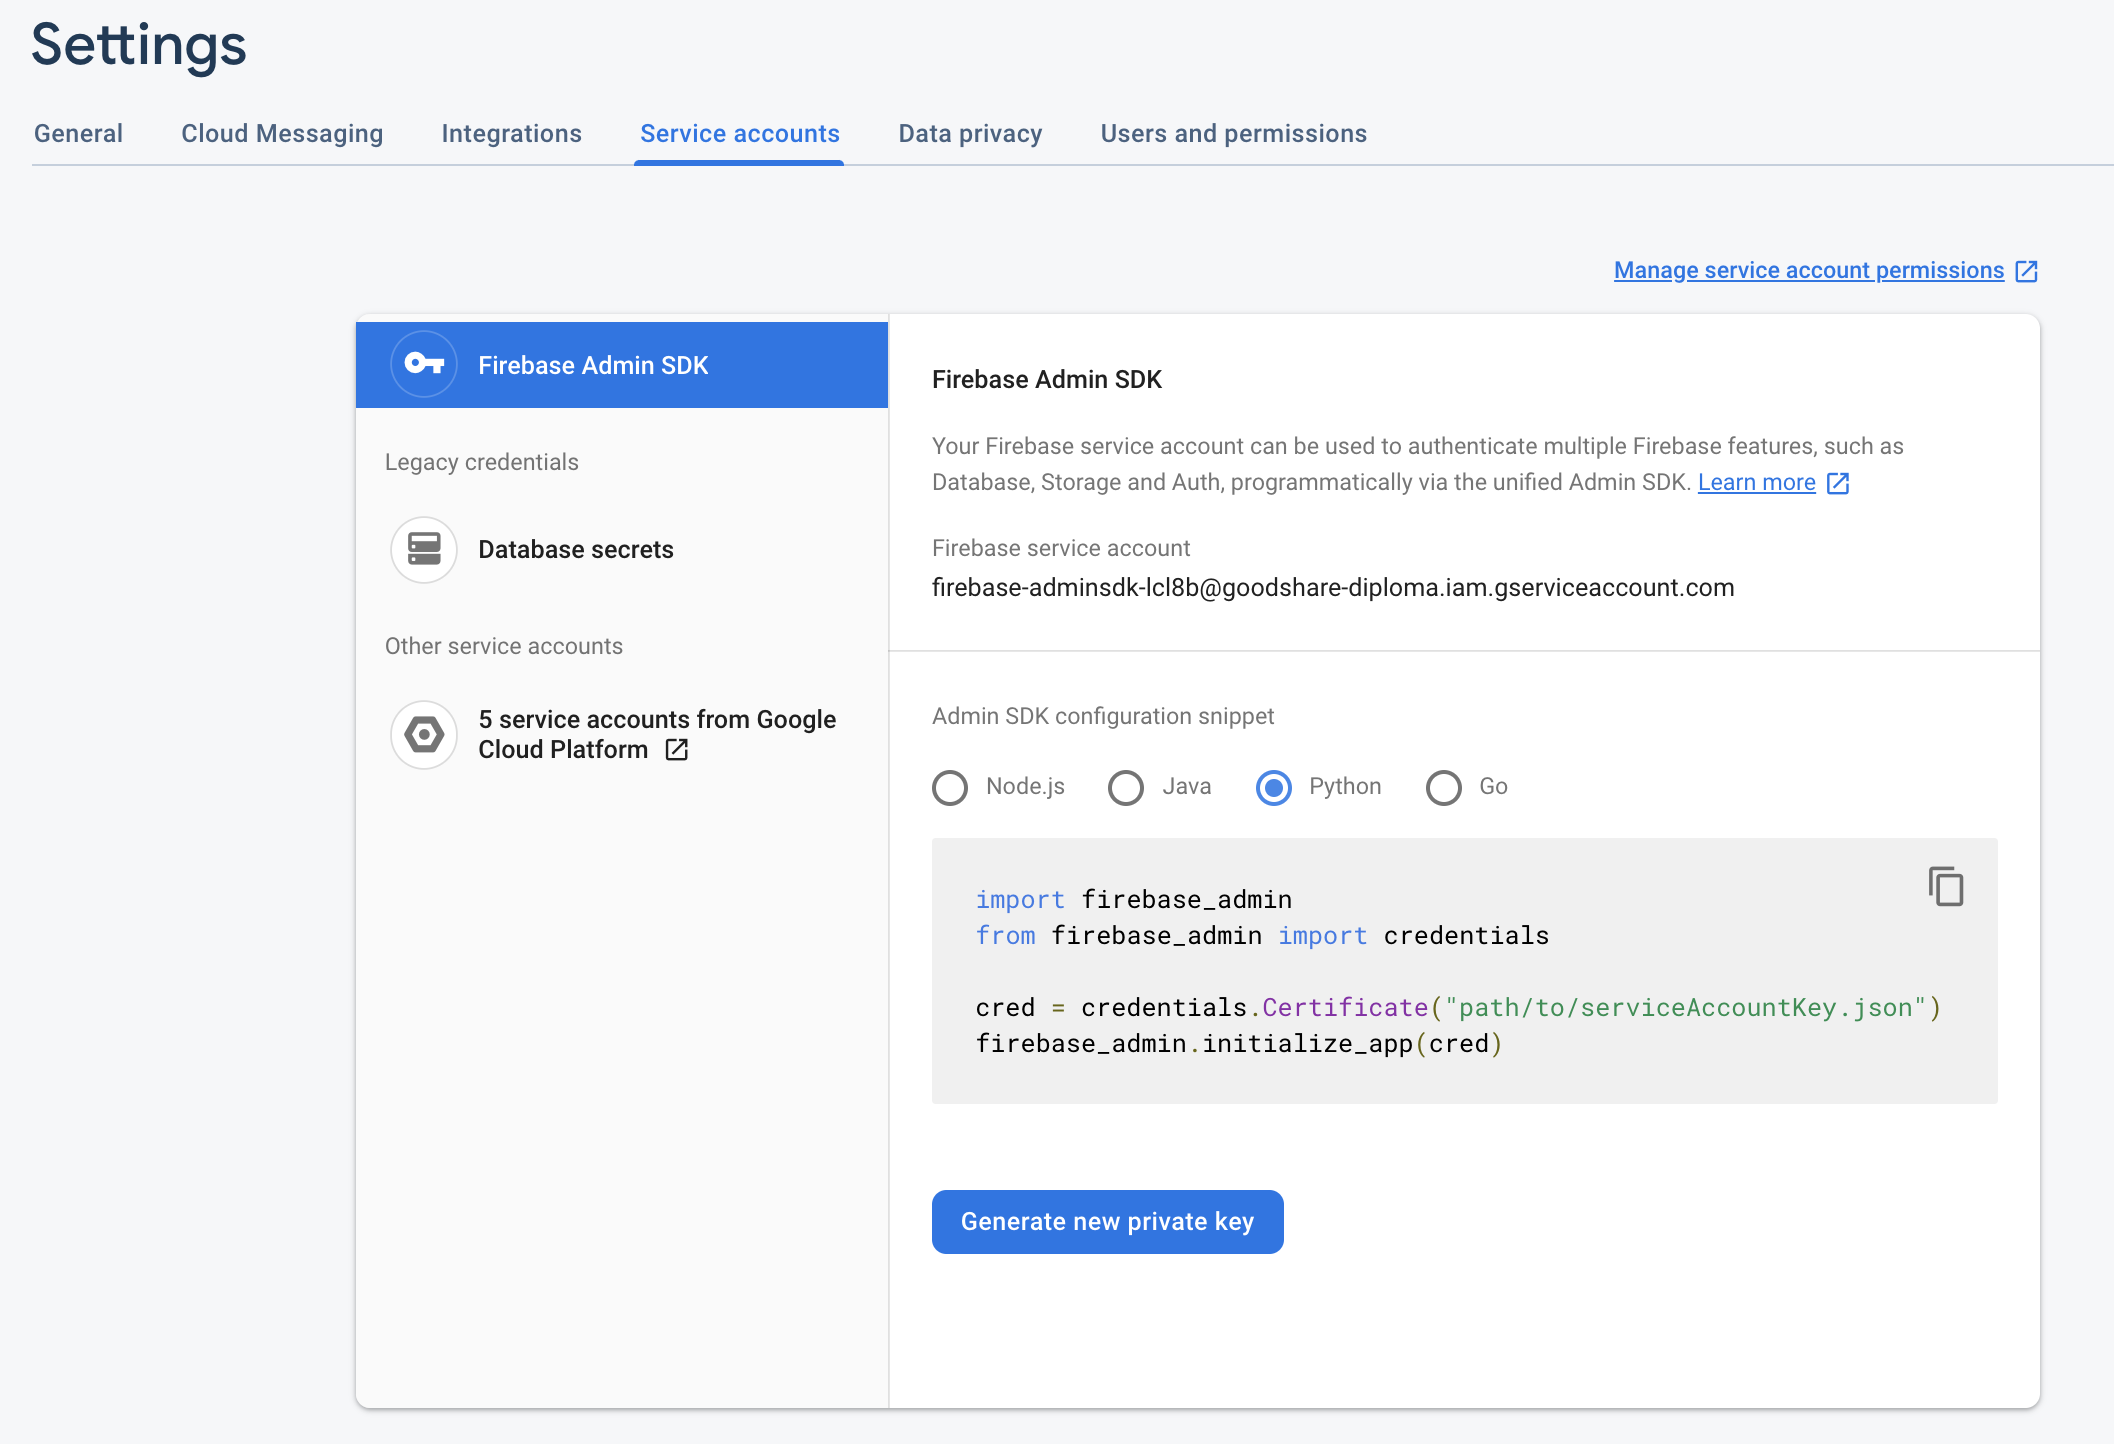 Settings
General Cloud Messaging Integrations Service accounts Data privacy Users and permissions
Manage service account permissions
Firebase Admin SDK
Legacy credentials
Database secrets
Other service accounts
5 service accounts from Google
Cloud Platform
Firebase Admin SDK
Your Firebase service account can be used to authenticate multiple Firebase features, such as
Database, Storage and Auth, programmatically via the unified Admin SDK. Learn more
Firebase service account
firebase-adminsdk-lcl8b@goodshare-diploma.iam.gserviceaccount.com
Admin SDK configuration snippet
Node.js Java Python Go
import firebase_admin
from firebase_admin import credentials
cred = credentials.Certificate("path/to/serviceAccountKey.json")
firebase_admin.initialize_app(cred)
Generate new private key